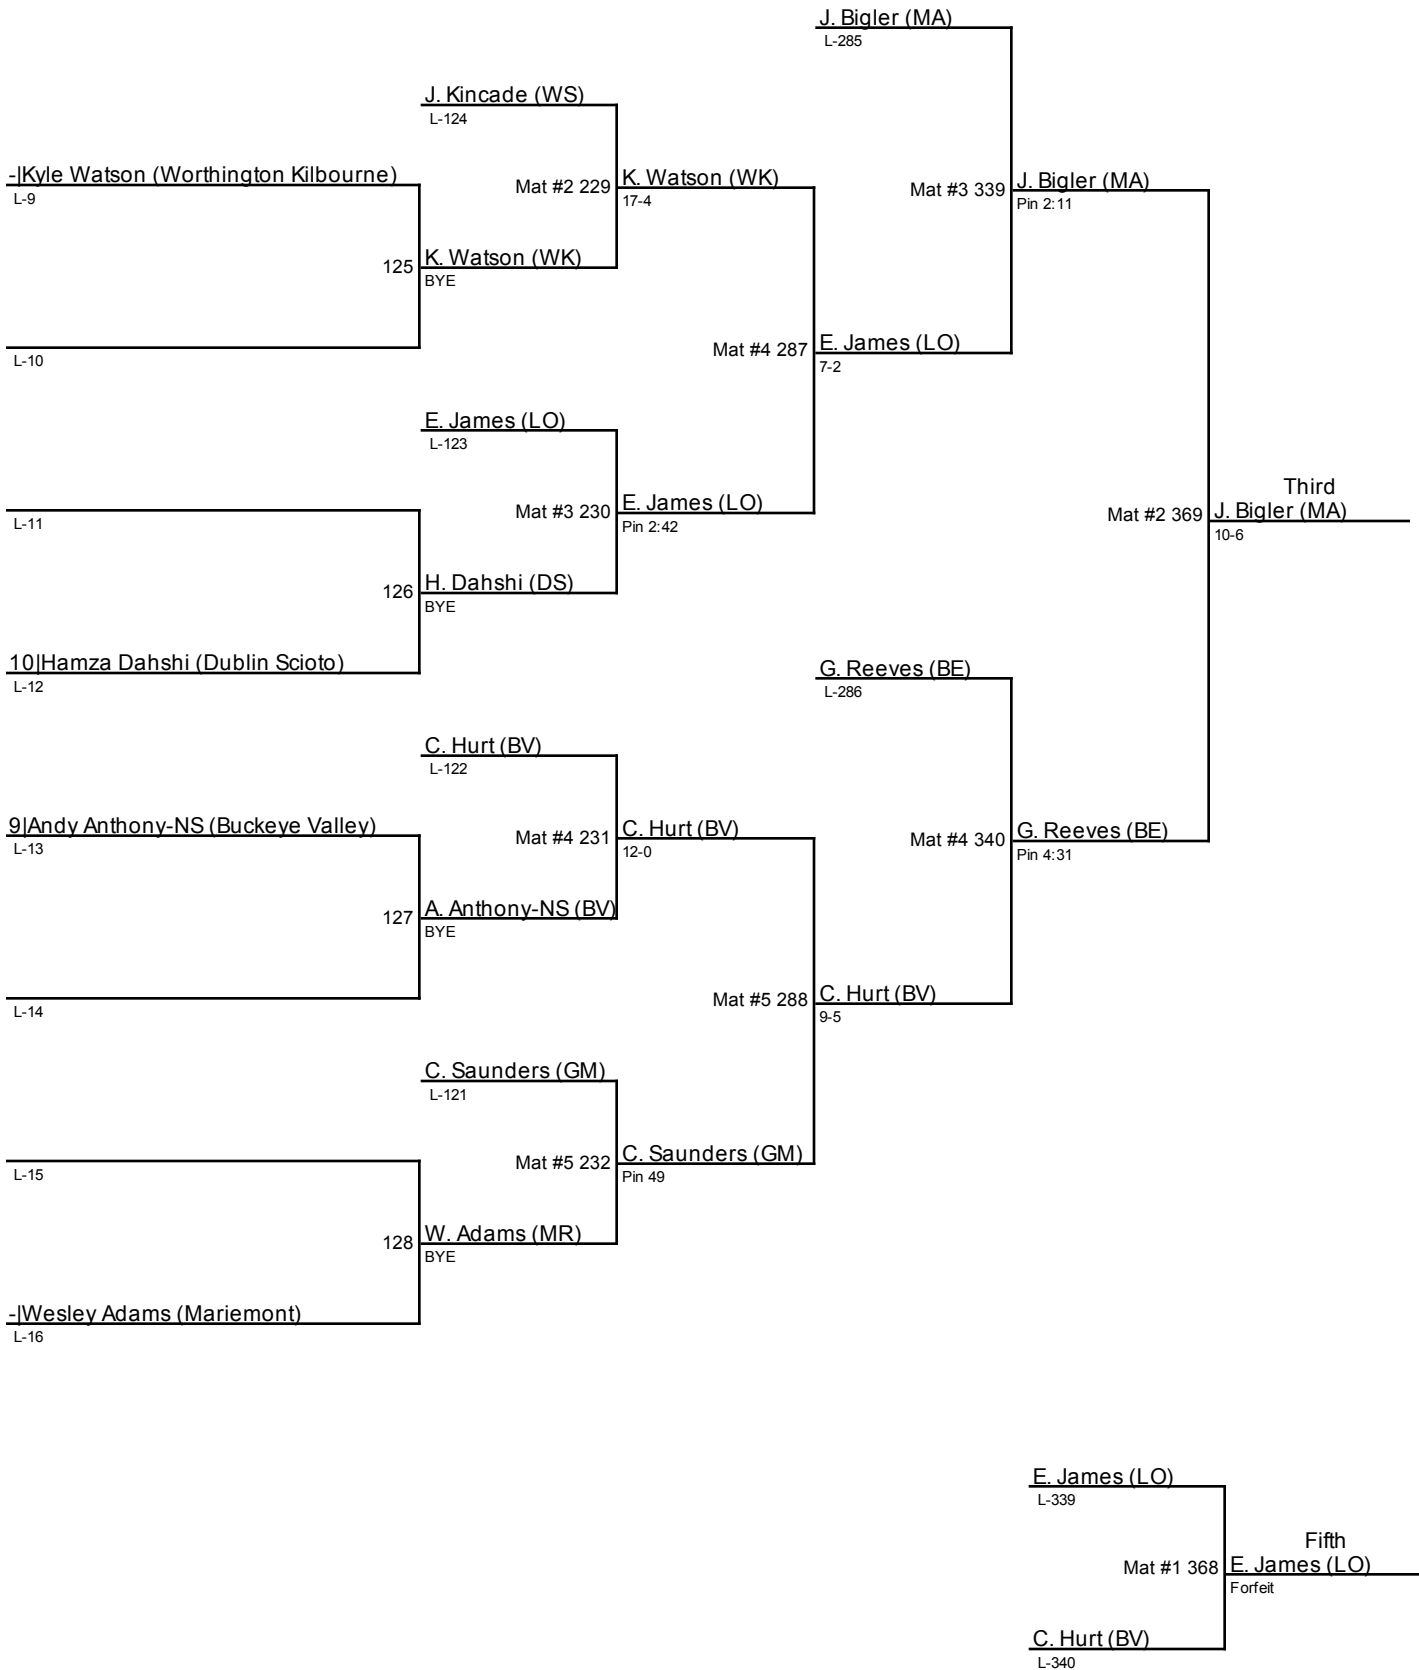 J. Bigler (MA)
L-285
J. Kincade (WS)
L-124
-|Kyle Watson (Worthington Kilbourne)
L-9
Mat #2 229
K. Watson (WK)
17-4
Mat #3 339
J. Bigler (MA)
Pin 2:11
125
K. Watson (WK)
BYE
L-10
Mat #4 287
E. James (LO)
7-2
E. James (LO)
L-123
L-11
Mat #3 230
E. James (LO)
Pin 2:42
Third
Mat #2 369
J. Bigler (MA)
10-6
126
H. Dahshi (DS)
BYE
10|Hamza Dahshi (Dublin Scioto)
L-12
G. Reeves (BE)
L-286
C. Hurt (BV)
L-122
9|Andy Anthony-NS (Buckeye Valley)
L-13
Mat #4 231
C. Hurt (BV)
12-0
Mat #4 340
G. Reeves (BE)
Pin 4:31
127
A. Anthony-NS (BV)
BYE
L-14
Mat #5 288
C. Hurt (BV)
9-5
C. Saunders (GM)
L-121
L-15
Mat #5 232
C. Saunders (GM)
Pin 49
128
W. Adams (MR)
BYE
-|Wesley Adams (Mariemont)
L-16
E. James (LO)
L-339
Fifth
Mat #1 368
E. James (LO)
Forfeit
C. Hurt (BV)
L-340